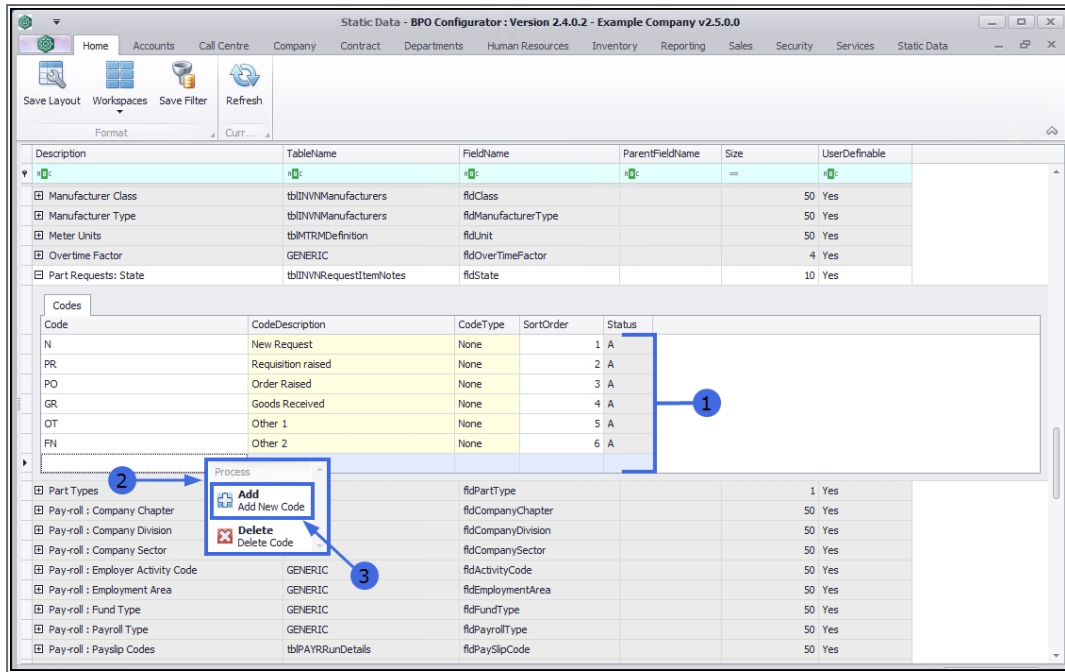 Static Data - BPO Configurator : Version 2.4.0.2 - Example Company v2.5.0.0
Home Accounts Call Centre Company Contract Departments Human Resources Inventory Reporting Sales Security Services Static Data
Save Layout Workspaces Save Filter Refresh
Format Curr...
Description TableName FieldName ParentFieldName Size UserDefinable
=
Manufacturer Class tblINVNManufacturers fldClass 50 Yes
Manufacturer Type tblINVNManufacturers fldManufacturerType 50 Yes
Meter Units tblMTRMDefinition fldUnit 50 Yes
Overtime Factor GENERIC fldOverTimeFactor 4 Yes
Part Requests: State tblINVNRequestItemNotes fldState 10 Yes
Codes
Code CodeDescription CodeType SortOrder Status
N New Request None 1 A
PR Requisition raised None 2 A
PO Order Raised None 3 A
GR Goods Received None 4 A
1
OT Other 1 None 5 A
FN Other 2 None 6 A
Process
2
Add
Add New Code
Delete
Delete Code
3
Part Types fldPartType 1 Yes
Pay-roll : Company Chapter fldCompanyChapter 50 Yes
Pay-roll : Company Division fldCompanyDivision 50 Yes
Pay-roll : Company Sector fldCompanySector 50 Yes
Pay-roll : Employer Activity Code GENERIC fldActivityCode 50 Yes
Pay-roll : Employment Area GENERIC fldEmploymentArea 50 Yes
Pay-roll : Fund Type GENERIC fldFundType 50 Yes
Pay-roll : Payroll Type GENERIC fldPayrollType 50 Yes
Pay-roll : Payslip Codes tblPAYRRunDetails fldPaySlipCode 50 Yes